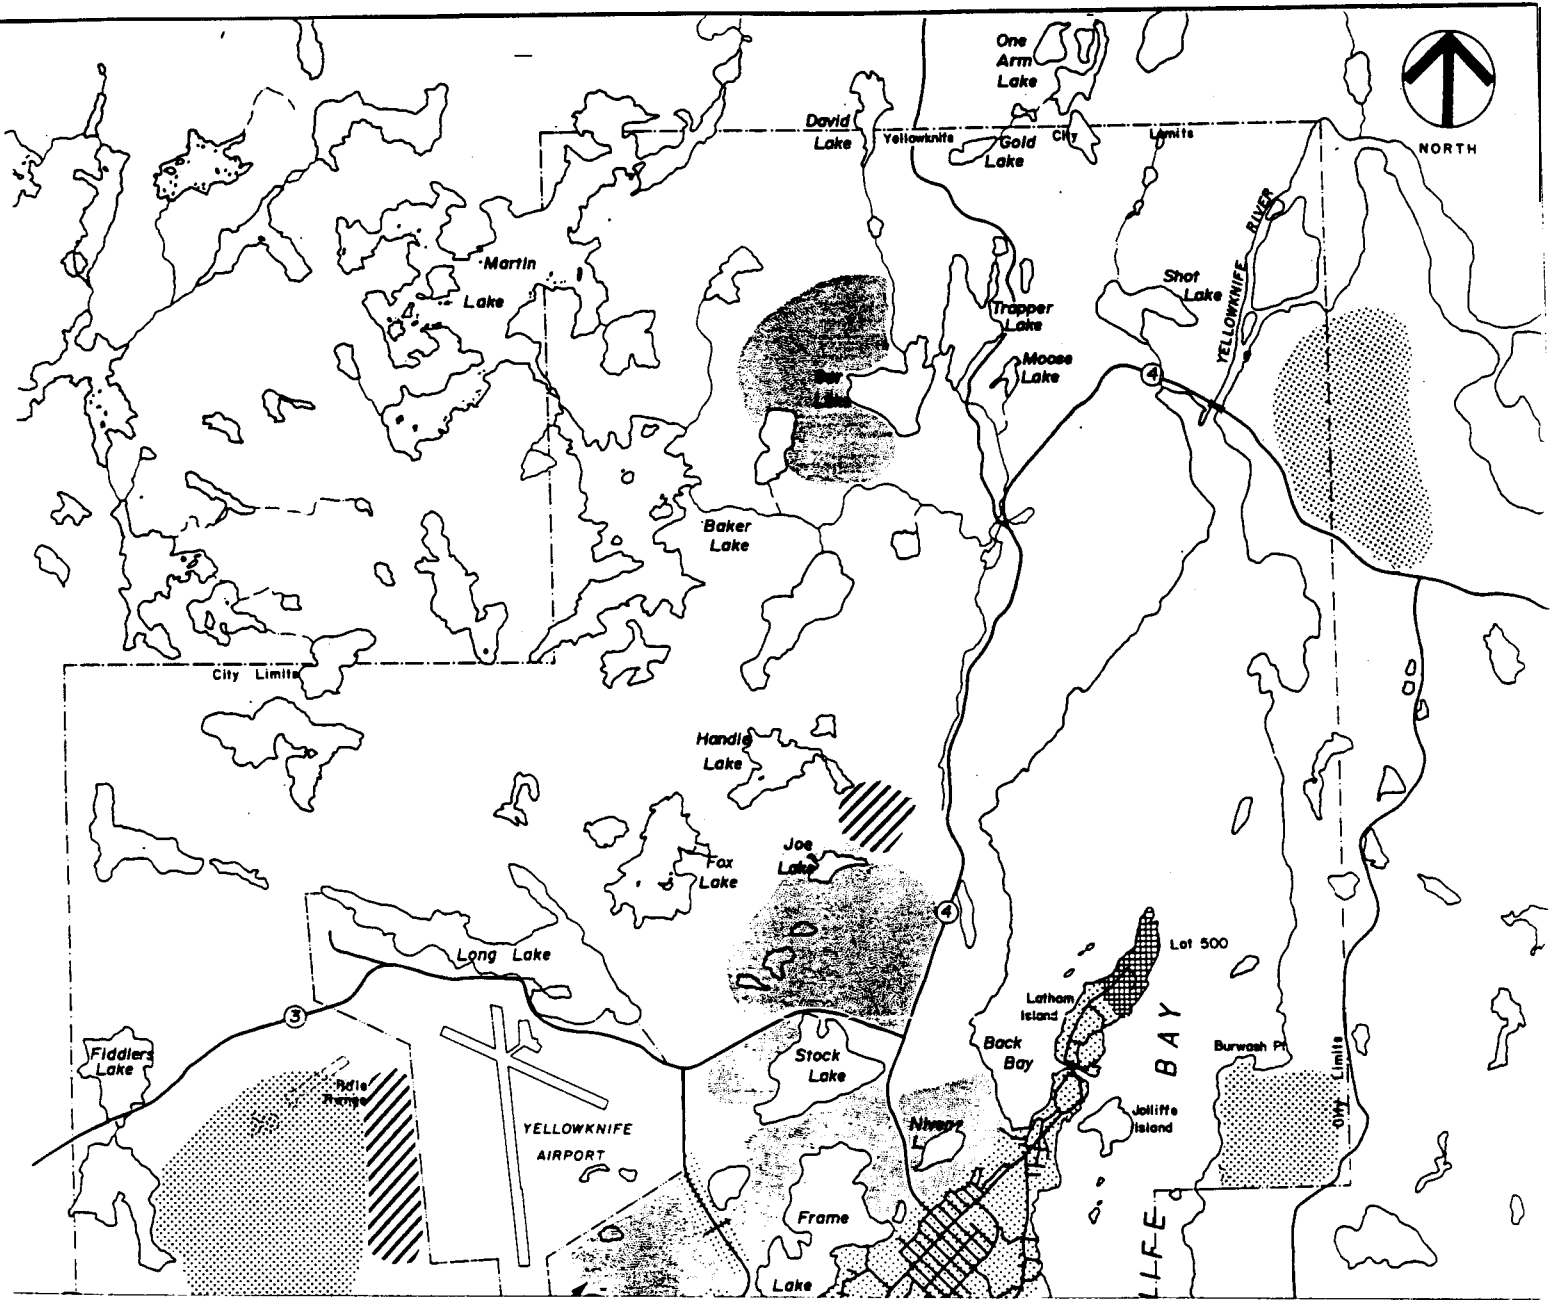 One
Arm
Lake
David
Lake
Yellowknife City Limits
Gold
Lake
NORTH
YELLOWKNIFE RIVER
Martin
Lake
Shot
Lake
Trapper
Lake
Moose
Lake
4
Lake
Baker
Lake
City Limits
Handle
Lake
Joe
Lake
Fox
Lake
4
Long Lake
Lot 500
Latham
Island
3
Back
Bay
BAY
Burwash Pt
City Limits
Fiddlers
Lake
Stock
Lake
Rifle
Range
YELLOWKNIFE
AIRPORT
Jolliffe
Island
Niven
L
Frame
Lake
LIFE